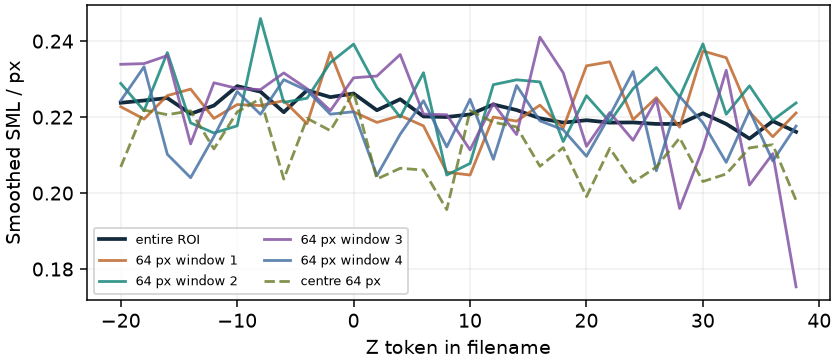 0.24
0.22
0.20
0.18
Smoothed SML / px
entire ROI
64 px window 1
64 px window 2
64 px window 3
64 px window 4
centre 64 px
−20 −10 0 10 20 30 40
Z token in filename